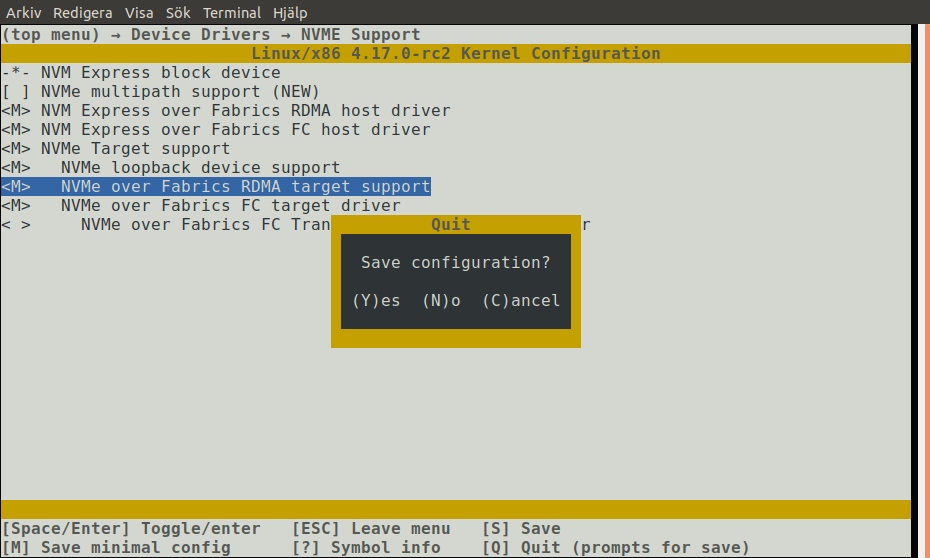 Arkiv Redigera Visa Sök Terminal Hjälp
(top menu) → Device Drivers → NVME Support
Linux/x86 4.17.0-rc2 Kernel Configuration
-*- NVM Express block device
[ ] NVMe multipath support (NEW)
<M> NVM Express over Fabrics RDMA host driver
<M> NVM Express over Fabrics FC host driver
<M> NVMe Target support
<M>   NVMe loopback device support
<M>   NVMe over Fabrics RDMA target support
<M>   NVMe over Fabrics FC target driver
< >     NVMe over Fabrics FC Tran r
Quit
Save configuration?
(Y)es  (N)o  (C)ancel
[Space/Enter] Toggle/enter   [ESC] Leave menu   [S] Save
[M] Save minimal config      [?] Symbol info    [Q] Quit (prompts for save)